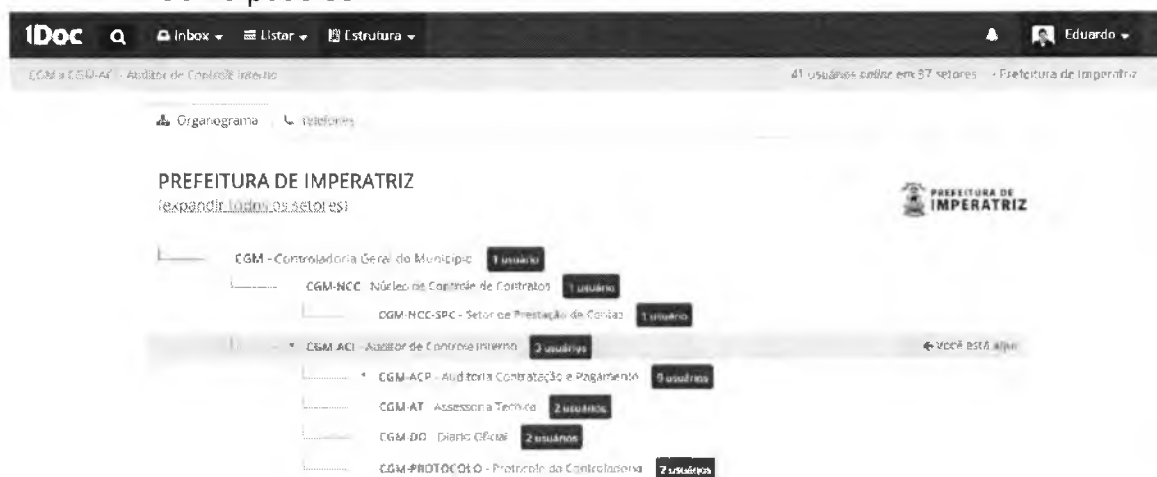 1Doc Inbox Listar Estrutura Eduardo
CGM » CGM-ACI - Auditor de Controle Interno 41 usuários online em 37 setores Prefeitura de Imperatriz
Organograma Telefones
PREFEITURA DE IMPERATRIZ
(expandir todos os setores)
PREFEITURA DE
IMPERATRIZ
CGM - Controladoria Geral do Município 1 usuário
CGM-NCC Núcleo de Controle de Contratos 1 usuário
CGM-NCC-SPC - Setor de Prestação de Contas 1 usuário
CGM-ACI - Auditor de Controle Interno 3 usuários Você está aqui
CGM-ACP - Auditoria Contratação e Pagamento 9 usuários
CGM-AT Assessoria Técnica 2 usuários
CGM-DO Diário Oficial 2 usuários
CGM-PROTOCOLO - Protocolo da Controladoria 2 usuários